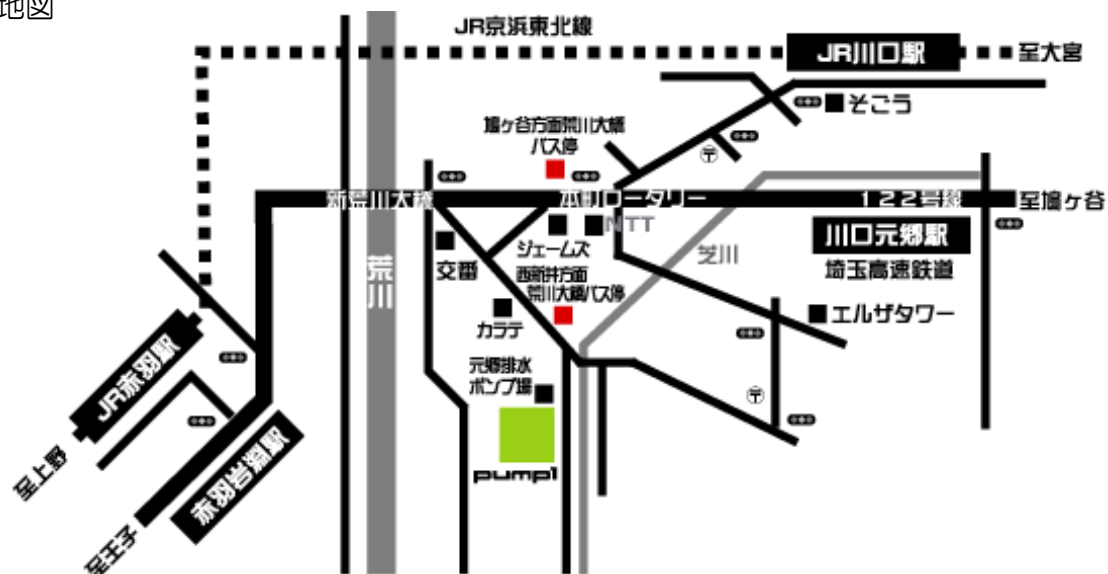 地図
JR京浜東北線
JR川口駅
至大宮
そごう
鳩ヶ谷方面荒川大橋
バス停
〒
新荒川大橋
本町ロータリー
122号線
至鳩ヶ谷
NTT
ジェームズ
交番
川口元郷駅
埼玉高速鉄道
芝川
荒川
西新井方面
荒川大橋バス停
カラテ
エルザタワー
元郷排水
ポンプ場
〒
pump1
JR赤羽駅
赤羽岩淵駅
至上野
至王子